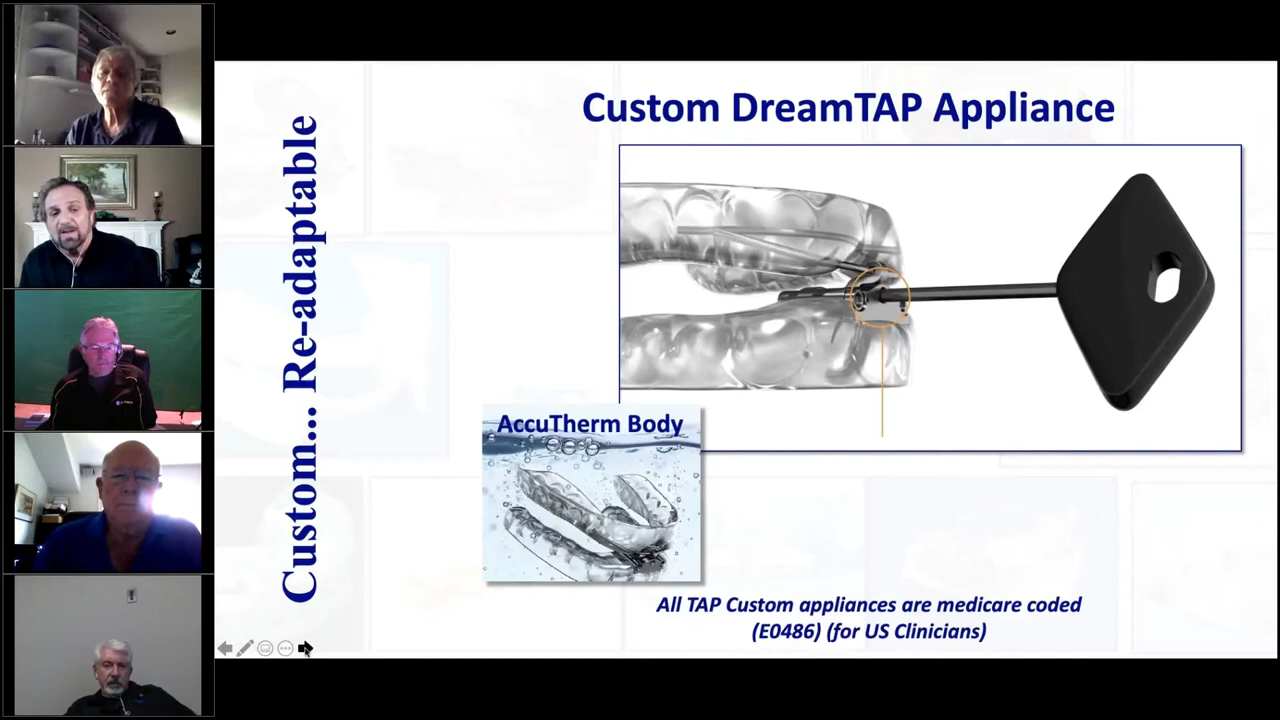 Custom DreamTAP Appliance
Custom... Re-adaptable
AccuTherm Body
All TAP Custom appliances are medicare coded
(E0486) (for US Clinicians)